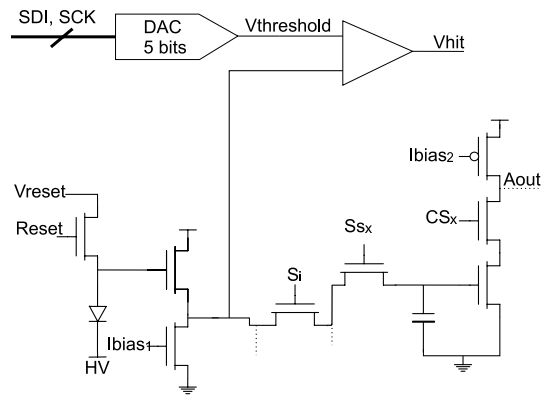 SDI, SCK
DAC
5 bits
Vthreshold
Vhit
Ibias2
Aout
Vreset
Reset
CSx
Ssx
Si
Ibias1
HV